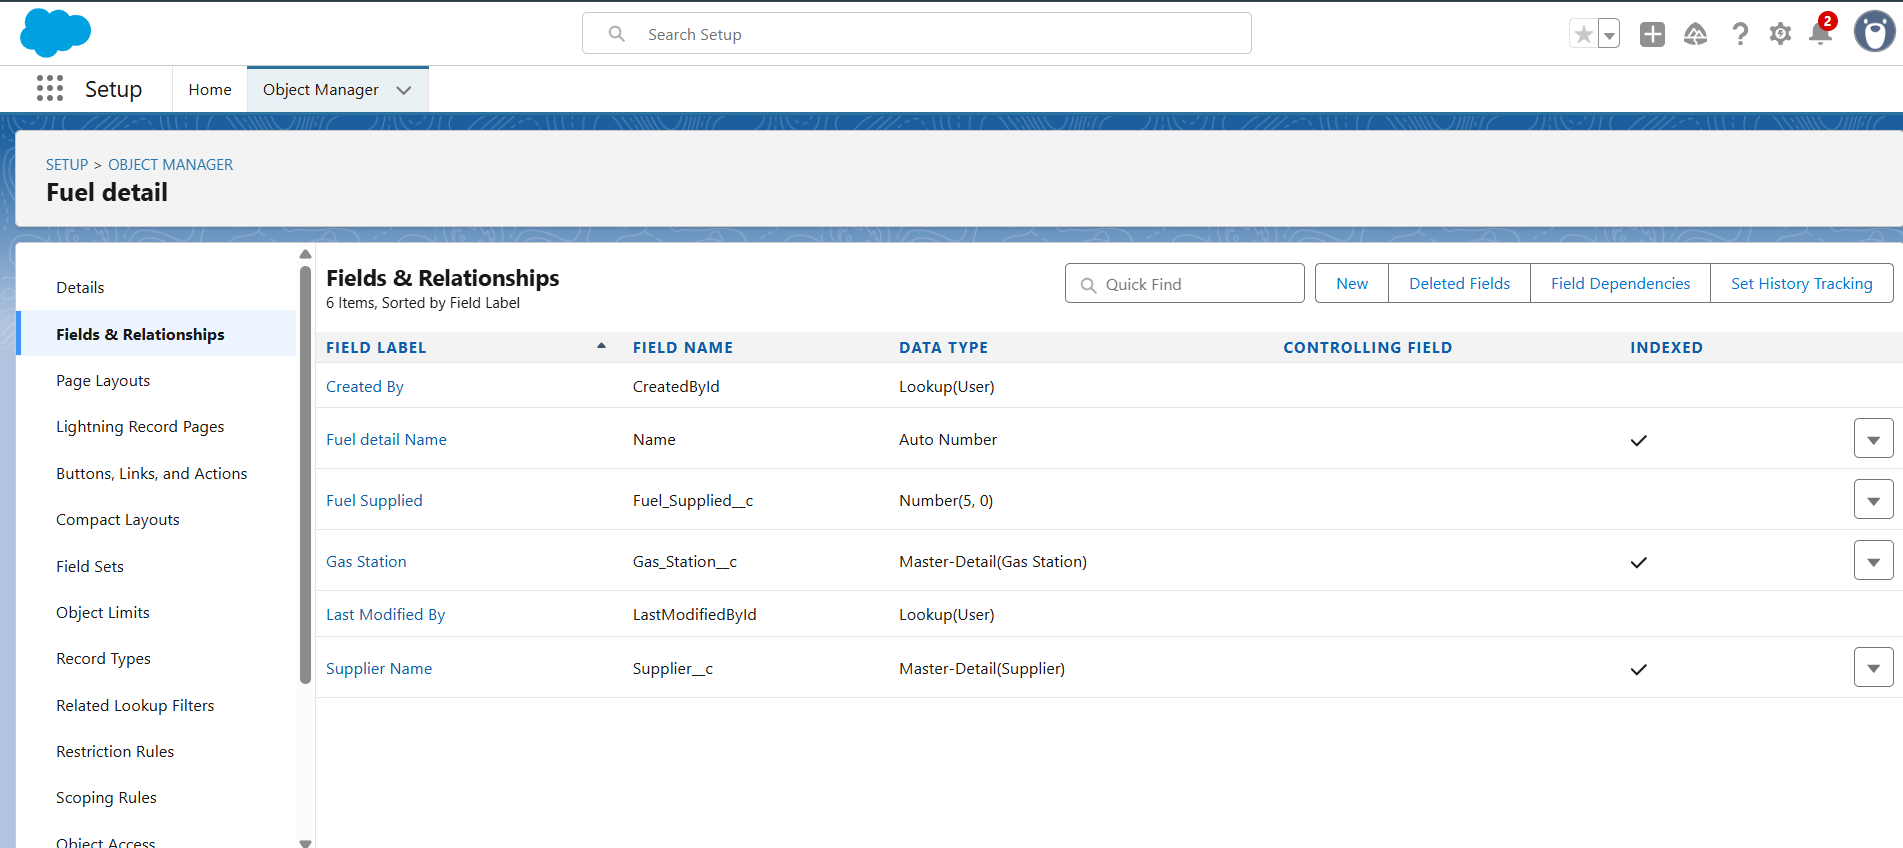 Search Setup
2
Setup
Home
Object Manager
SETUP > OBJECT MANAGER
Fuel detail
Details
Fields & Relationships
Page Layouts
Lightning Record Pages
Buttons, Links, and Actions
Compact Layouts
Field Sets
Object Limits
Record Types
Related Lookup Filters
Restriction Rules
Scoping Rules
Object Access
Fields & Relationships
6 Items, Sorted by Field Label
Quick Find
New
Deleted Fields
Field Dependencies
Set History Tracking
FIELD LABEL FIELD NAME DATA TYPE CONTROLLING FIELD INDEXED
Created By CreatedById Lookup(User)
Fuel detail Name Name Auto Number
Fuel Supplied Fuel_Supplied__c Number(5, 0)
Gas Station Gas_Station__c Master-Detail(Gas Station)
Last Modified By LastModifiedById Lookup(User)
Supplier Name Supplier__c Master-Detail(Supplier)